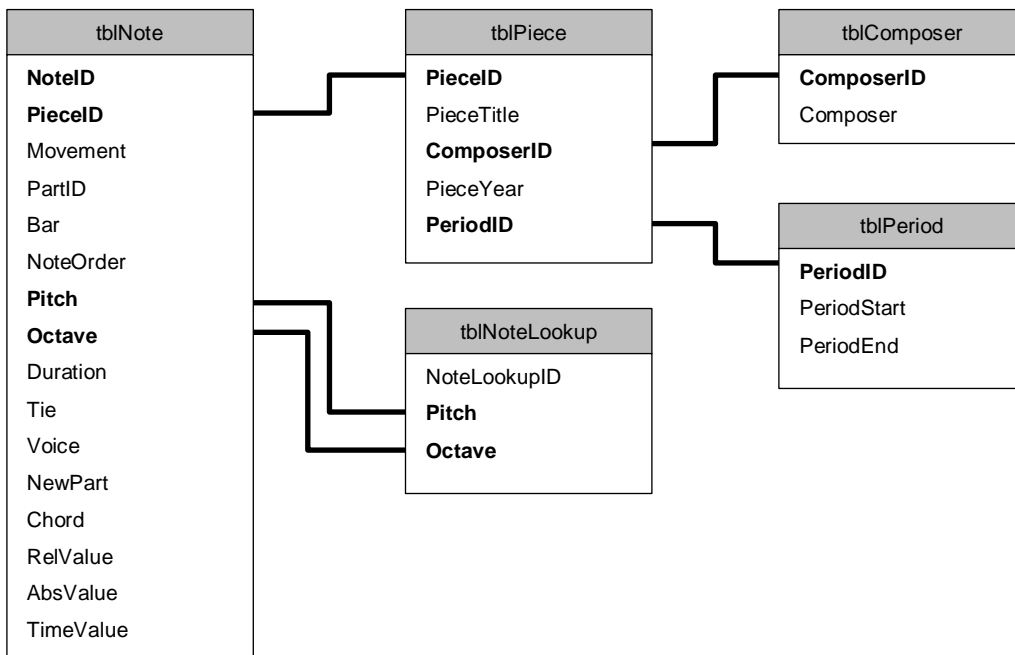 tblNote
NoteID
PieceID
Movement
PartID
Bar
NoteOrder
Pitch
Octave
Duration
Tie
Voice
NewPart
Chord
RelValue
AbsValue
TimeValue
tblPiece
PieceID
PieceTitle
ComposerID
PieceYear
PeriodID
tblNoteLookup
NoteLookupID
Pitch
Octave
tblComposer
ComposerID
Composer
tblPeriod
PeriodID
PeriodStart
PeriodEnd